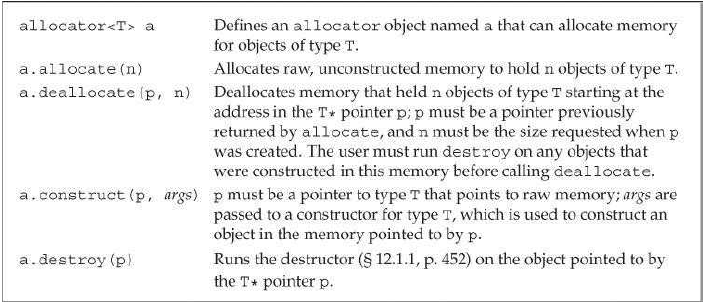 allocator<T> a Defines an allocator object named a that can allocate memory
for objects of type T.
a.allocate(n) Allocates raw, unconstructed memory to hold n objects of type T.
a.deallocate(p, n) Deallocates memory that held n objects of type T starting at the
address in the T* pointer p; p must be a pointer previously
returned by allocate, and n must be the size requested when p
was created. The user must run destroy on any objects that
were constructed in this memory before calling deallocate.
a.construct(p, args) p must be a pointer to type T that points to raw memory; args are
passed to a constructor for type T, which is used to construct an
object in the memory pointed to by p.
a.destroy(p) Runs the destructor (§ 12.1.1, p. 452) on the object pointed to by
the T* pointer p.